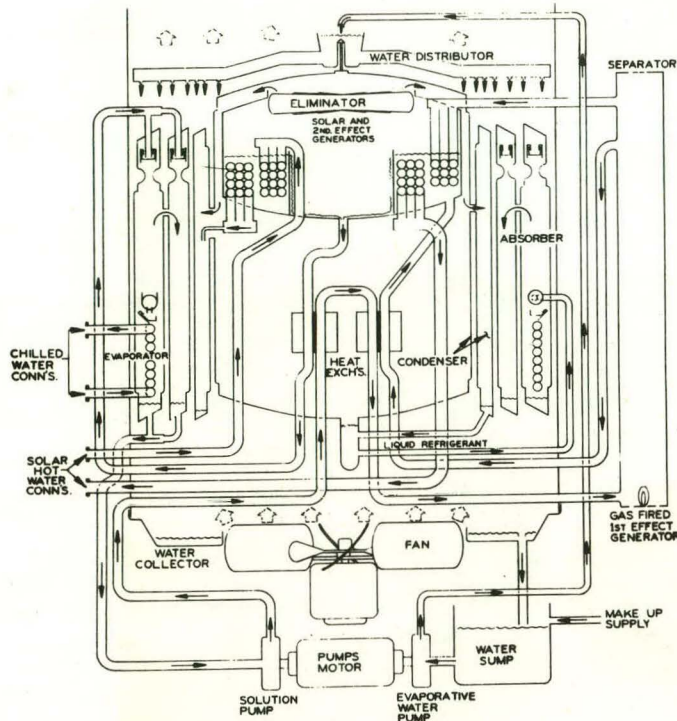 WATER DISTRIBUTOR
SEPARATOR
ELIMINATOR
SOLAR AND
2ND. EFFECT
GENERATORS
ABSORBER
CHILLED
WATER
CONN'S.
EVAPORATOR
HEAT
EXCH'S.
CONDENSER
LIQUID REFRIGERANT
SOLAR
HOT
WATER
CONN'S.
GAS FIRED
1ST EFFECT
GENERATOR
WATER
COLLECTOR
FAN
MAKE UP
SUPPLY
PUMPS
MOTOR
WATER
SUMP
SOLUTION
PUMP
EVAPORATIVE
WATER
PUMP